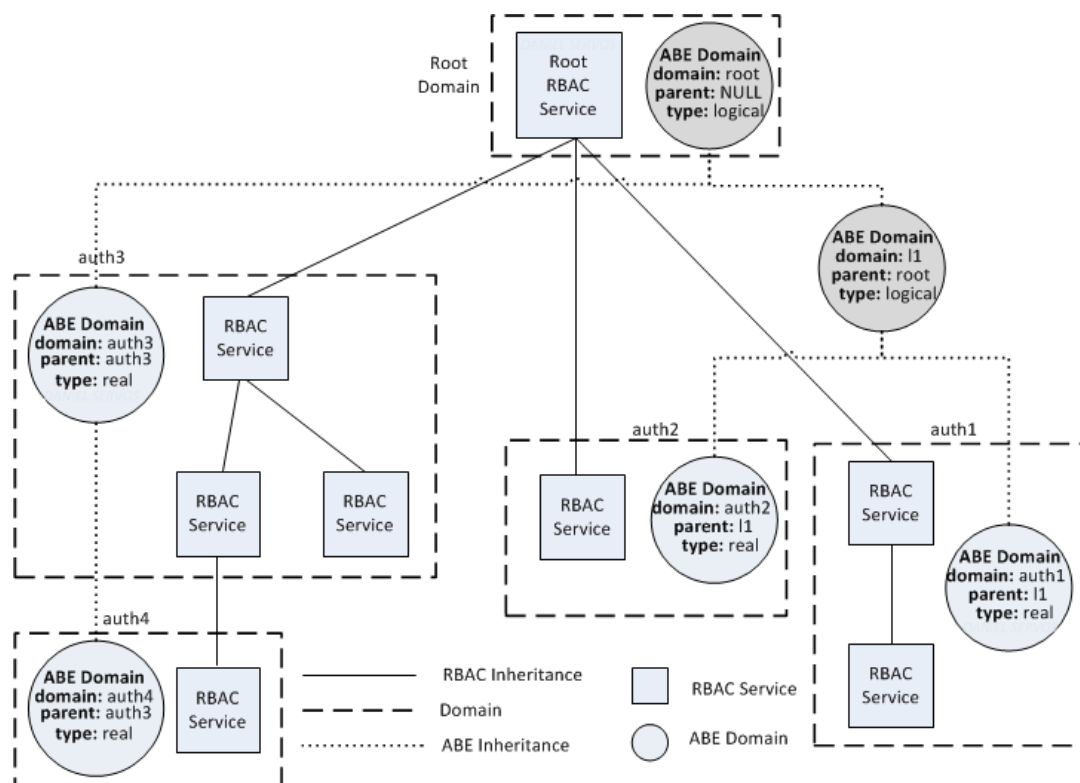 Root
Domain
Root
RBAC
Service
ABE Domain
domain: root
parent: NULL
type: logical
ABE Domain
domain: l1
parent: root
type: logical
auth3
ABE Domain
domain: auth3
parent: auth3
type: real
RBAC
Service
RBAC
Service
RBAC
Service
auth2
RBAC
Service
ABE Domain
domain: auth2
parent: l1
type: real
auth1
RBAC
Service
ABE Domain
domain: auth1
parent: l1
type: real
RBAC
Service
auth4
ABE Domain
domain: auth4
parent: auth3
type: real
RBAC
Service
RBAC Inheritance
Domain
ABE Inheritance
RBAC Service
ABE Domain